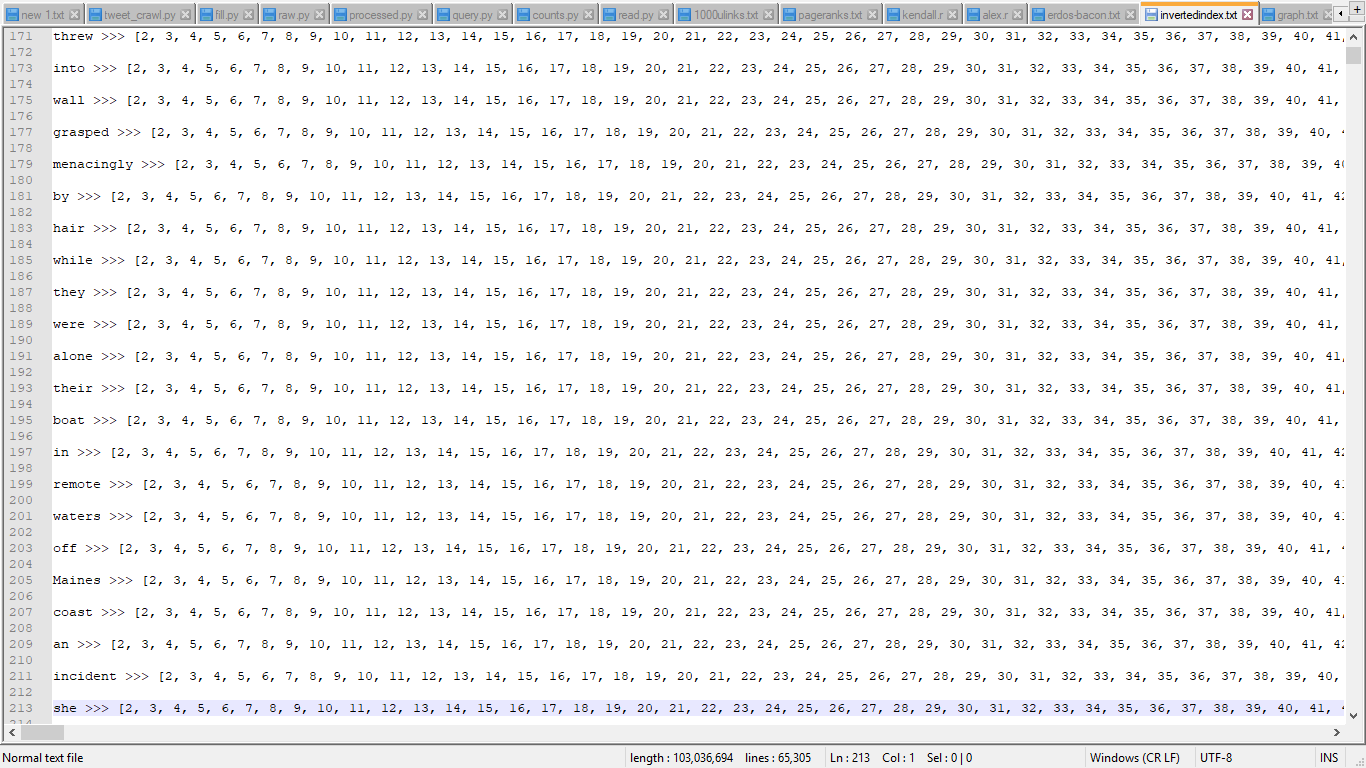 new 1.txt tweet_crawl.py fill.py raw.py processed.py query.py counts.py read.py 1000ulinks.txt pageranks.txt kendall.r alex.r erdos-bacon.txt invertedindex.txt graph.txt
171 threw >>> [2, 3, 4, 5, 6, 7, 8, 9, 10, 11, 12, 13, 14, 15, 16, 17, 18, 19, 20, 21, 22, 23, 24, 25, 26, 27, 28, 29, 30, 31, 32, 33, 34, 35, 36, 37, 38, 39, 40, 41,
172
173 into >>> [2, 3, 4, 5, 6, 7, 8, 9, 10, 11, 12, 13, 14, 15, 16, 17, 18, 19, 20, 21, 22, 23, 24, 25, 26, 27, 28, 29, 30, 31, 32, 33, 34, 35, 36, 37, 38, 39, 40, 41,
174
175 wall >>> [2, 3, 4, 5, 6, 7, 8, 9, 10, 11, 12, 13, 14, 15, 16, 17, 18, 19, 20, 21, 22, 23, 24, 25, 26, 27, 28, 29, 30, 31, 32, 33, 34, 35, 36, 37, 38, 39, 40, 41,
176
177 grasped >>> [2, 3, 4, 5, 6, 7, 8, 9, 10, 11, 12, 13, 14, 15, 16, 17, 18, 19, 20, 21, 22, 23, 24, 25, 26, 27, 28, 29, 30, 31, 32, 33, 34, 35, 36, 37, 38, 39, 40,
178
179 menacingly >>> [2, 3, 4, 5, 6, 7, 8, 9, 10, 11, 12, 13, 14, 15, 16, 17, 18, 19, 20, 21, 22, 23, 24, 25, 26, 27, 28, 29, 30, 31, 32, 33, 34, 35, 36, 37, 38, 39,
180
181 by >>> [2, 3, 4, 5, 6, 7, 8, 9, 10, 11, 12, 13, 14, 15, 16, 17, 18, 19, 20, 21, 22, 23, 24, 25, 26, 27, 28, 29, 30, 31, 32, 33, 34, 35, 36, 37, 38, 39, 40, 41, 42
182
183 hair >>> [2, 3, 4, 5, 6, 7, 8, 9, 10, 11, 12, 13, 14, 15, 16, 17, 18, 19, 20, 21, 22, 23, 24, 25, 26, 27, 28, 29, 30, 31, 32, 33, 34, 35, 36, 37, 38, 39, 40, 41,
184
185 while >>> [2, 3, 4, 5, 6, 7, 8, 9, 10, 11, 12, 13, 14, 15, 16, 17, 18, 19, 20, 21, 22, 23, 24, 25, 26, 27, 28, 29, 30, 31, 32, 33, 34, 35, 36, 37, 38, 39, 40, 41,
186
187 they >>> [2, 3, 4, 5, 6, 7, 8, 9, 10, 11, 12, 13, 14, 15, 16, 17, 18, 19, 20, 21, 22, 23, 24, 25, 26, 27, 28, 29, 30, 31, 32, 33, 34, 35, 36, 37, 38, 39, 40, 41,
188
189 were >>> [2, 3, 4, 5, 6, 7, 8, 9, 10, 11, 12, 13, 14, 15, 16, 17, 18, 19, 20, 21, 22, 23, 24, 25, 26, 27, 28, 29, 30, 31, 32, 33, 34, 35, 36, 37, 38, 39, 40, 41,
190
191 alone >>> [2, 3, 4, 5, 6, 7, 8, 9, 10, 11, 12, 13, 14, 15, 16, 17, 18, 19, 20, 21, 22, 23, 24, 25, 26, 27, 28, 29, 30, 31, 32, 33, 34, 35, 36, 37, 38, 39, 40, 41,
192
193 their >>> [2, 3, 4, 5, 6, 7, 8, 9, 10, 11, 12, 13, 14, 15, 16, 17, 18, 19, 20, 21, 22, 23, 24, 25, 26, 27, 28, 29, 30, 31, 32, 33, 34, 35, 36, 37, 38, 39, 40, 41,
194
195 boat >>> [2, 3, 4, 5, 6, 7, 8, 9, 10, 11, 12, 13, 14, 15, 16, 17, 18, 19, 20, 21, 22, 23, 24, 25, 26, 27, 28, 29, 30, 31, 32, 33, 34, 35, 36, 37, 38, 39, 40, 41,
196
197 in >>> [2, 3, 4, 5, 6, 7, 8, 9, 10, 11, 12, 13, 14, 15, 16, 17, 18, 19, 20, 21, 22, 23, 24, 25, 26, 27, 28, 29, 30, 31, 32, 33, 34, 35, 36, 37, 38, 39, 40, 41, 42
198
199 remote >>> [2, 3, 4, 5, 6, 7, 8, 9, 10, 11, 12, 13, 14, 15, 16, 17, 18, 19, 20, 21, 22, 23, 24, 25, 26, 27, 28, 29, 30, 31, 32, 33, 34, 35, 36, 37, 38, 39, 40, 41
200
201 waters >>> [2, 3, 4, 5, 6, 7, 8, 9, 10, 11, 12, 13, 14, 15, 16, 17, 18, 19, 20, 21, 22, 23, 24, 25, 26, 27, 28, 29, 30, 31, 32, 33, 34, 35, 36, 37, 38, 39, 40, 41
202
203 off >>> [2, 3, 4, 5, 6, 7, 8, 9, 10, 11, 12, 13, 14, 15, 16, 17, 18, 19, 20, 21, 22, 23, 24, 25, 26, 27, 28, 29, 30, 31, 32, 33, 34, 35, 36, 37, 38, 39, 40, 41,
204
205 Maines >>> [2, 3, 4, 5, 6, 7, 8, 9, 10, 11, 12, 13, 14, 15, 16, 17, 18, 19, 20, 21, 22, 23, 24, 25, 26, 27, 28, 29, 30, 31, 32, 33, 34, 35, 36, 37, 38, 39, 40, 41
206
207 coast >>> [2, 3, 4, 5, 6, 7, 8, 9, 10, 11, 12, 13, 14, 15, 16, 17, 18, 19, 20, 21, 22, 23, 24, 25, 26, 27, 28, 29, 30, 31, 32, 33, 34, 35, 36, 37, 38, 39, 40, 41,
208
209 an >>> [2, 3, 4, 5, 6, 7, 8, 9, 10, 11, 12, 13, 14, 15, 16, 17, 18, 19, 20, 21, 22, 23, 24, 25, 26, 27, 28, 29, 30, 31, 32, 33, 34, 35, 36, 37, 38, 39, 40, 41, 42
210
211 incident >>> [2, 3, 4, 5, 6, 7, 8, 9, 10, 11, 12, 13, 14, 15, 16, 17, 18, 19, 20, 21, 22, 23, 24, 25, 26, 27, 28, 29, 30, 31, 32, 33, 34, 35, 36, 37, 38, 39, 40,
212
213 she >>> [2, 3, 4, 5, 6, 7, 8, 9, 10, 11, 12, 13, 14, 15, 16, 17, 18, 19, 20, 21, 22, 23, 24, 25, 26, 27, 28, 29, 30, 31, 32, 33, 34, 35, 36, 37, 38, 39, 40, 41,
214
Normal text file length : 103,036,694 lines : 65,305 Ln : 213 Col : 1 Sel : 0 | 0 Windows (CR LF) UTF-8 INS